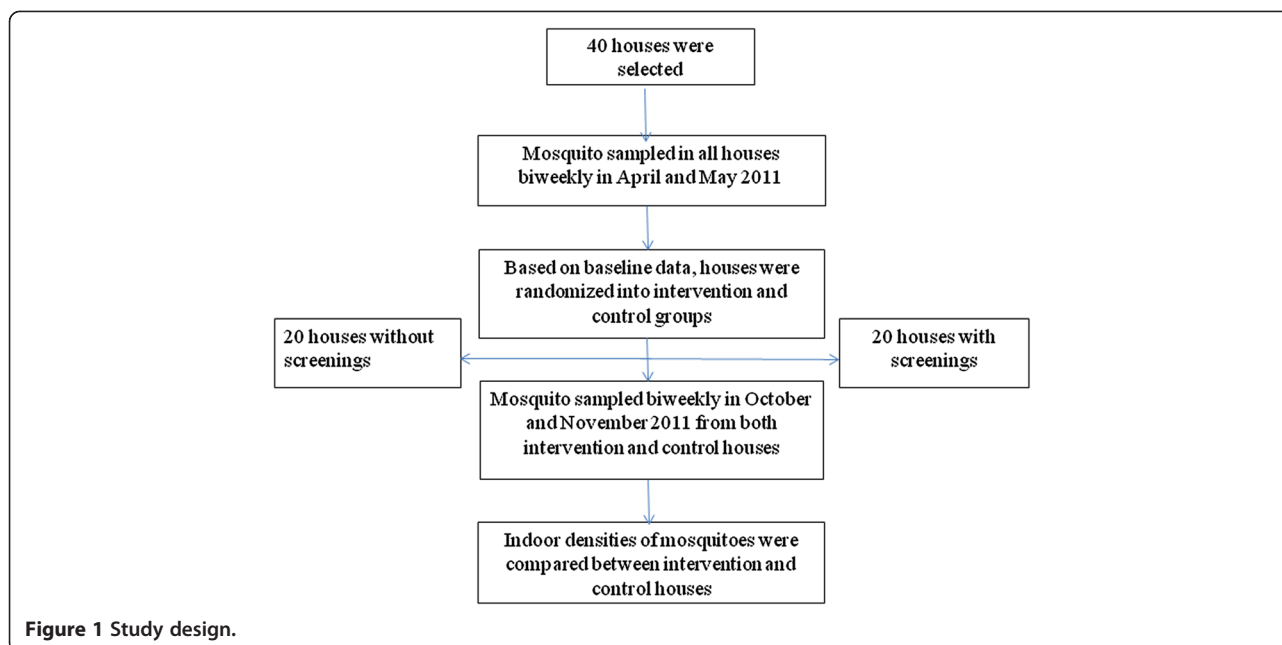 40 houses were
selected
Mosquito sampled in all houses
biweekly in April and May 2011
Based on baseline data, houses were
randomized into intervention and
control groups
20 houses without
screenings
20 houses with
screenings
Mosquito sampled biweekly in October
and November 2011 from both
intervention and control houses
Indoor densities of mosquitoes were
compared between intervention and
control houses
Figure 1 Study design.